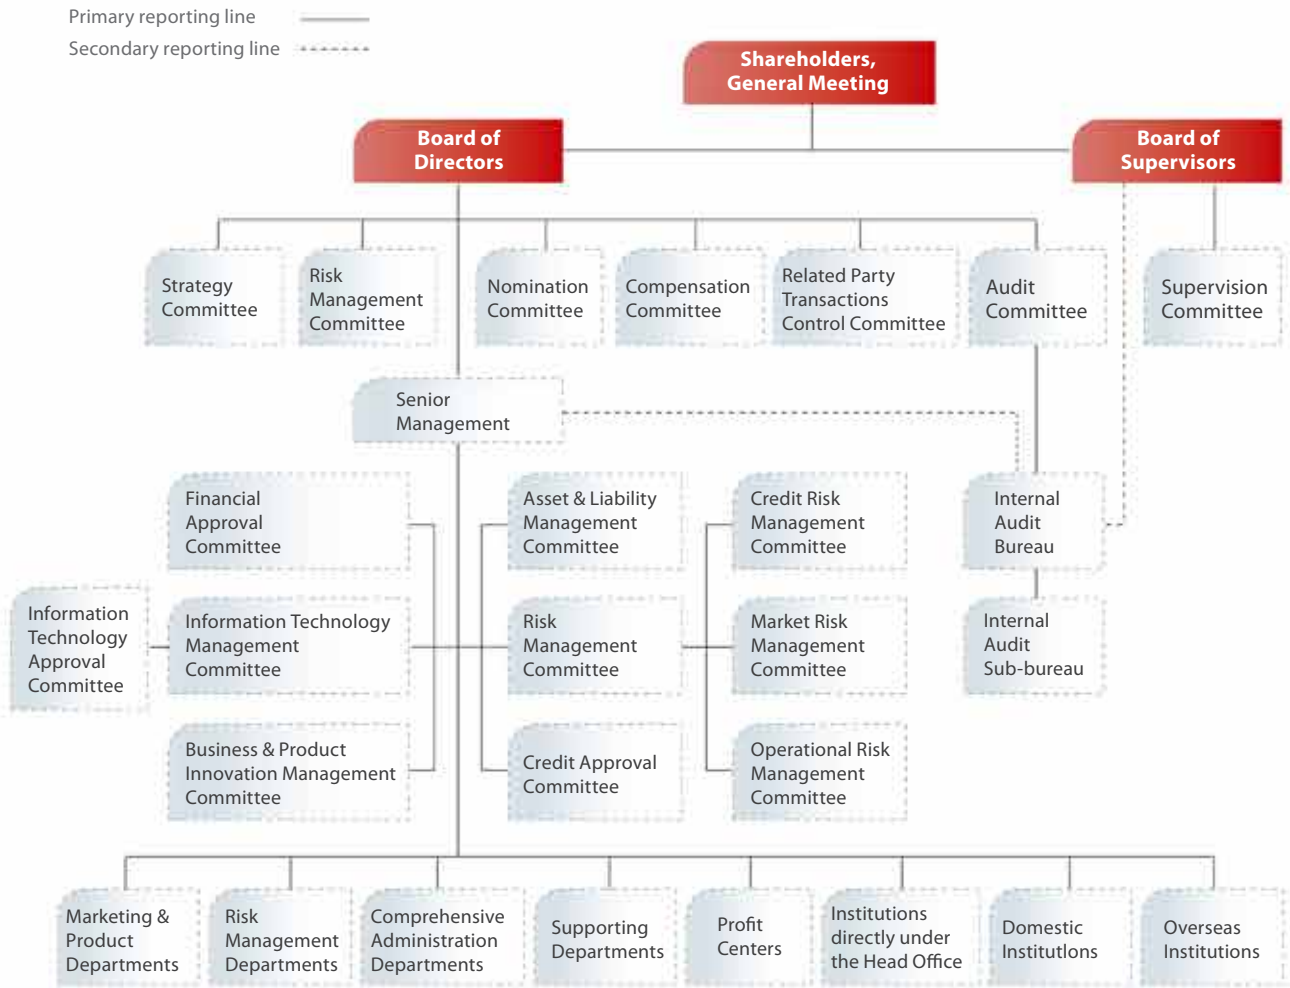 Primary reporting line
Secondary reporting line
Shareholders,
General Meeting
Board of
Directors
Board of
Supervisors
Strategy
Committee
Risk
Management
Committee
Nomination
Committee
Compensation
Committee
Related Party
Transactions
Control Committee
Audit
Committee
Supervision
Committee
Senior
Management
Financial
Approval
Committee
Asset & Liability
Management
Committee
Credit Risk
Management
Committee
Internal
Audit
Bureau
Information
Technology
Approval
Committee
Information Technology
Management
Committee
Risk
Management
Committee
Market Risk
Management
Committee
Internal
Audit
Sub-bureau
Business & Product
Innovation Management
Committee
Credit Approval
Committee
Operational Risk
Management
Committee
Marketing &
Product
Departments
Risk
Management
Departments
Comprehensive
Administration
Departments
Supporting
Departments
Profit
Centers
Institutions
directly under
the Head Office
Domestic
Institutlons
Overseas
Institutions